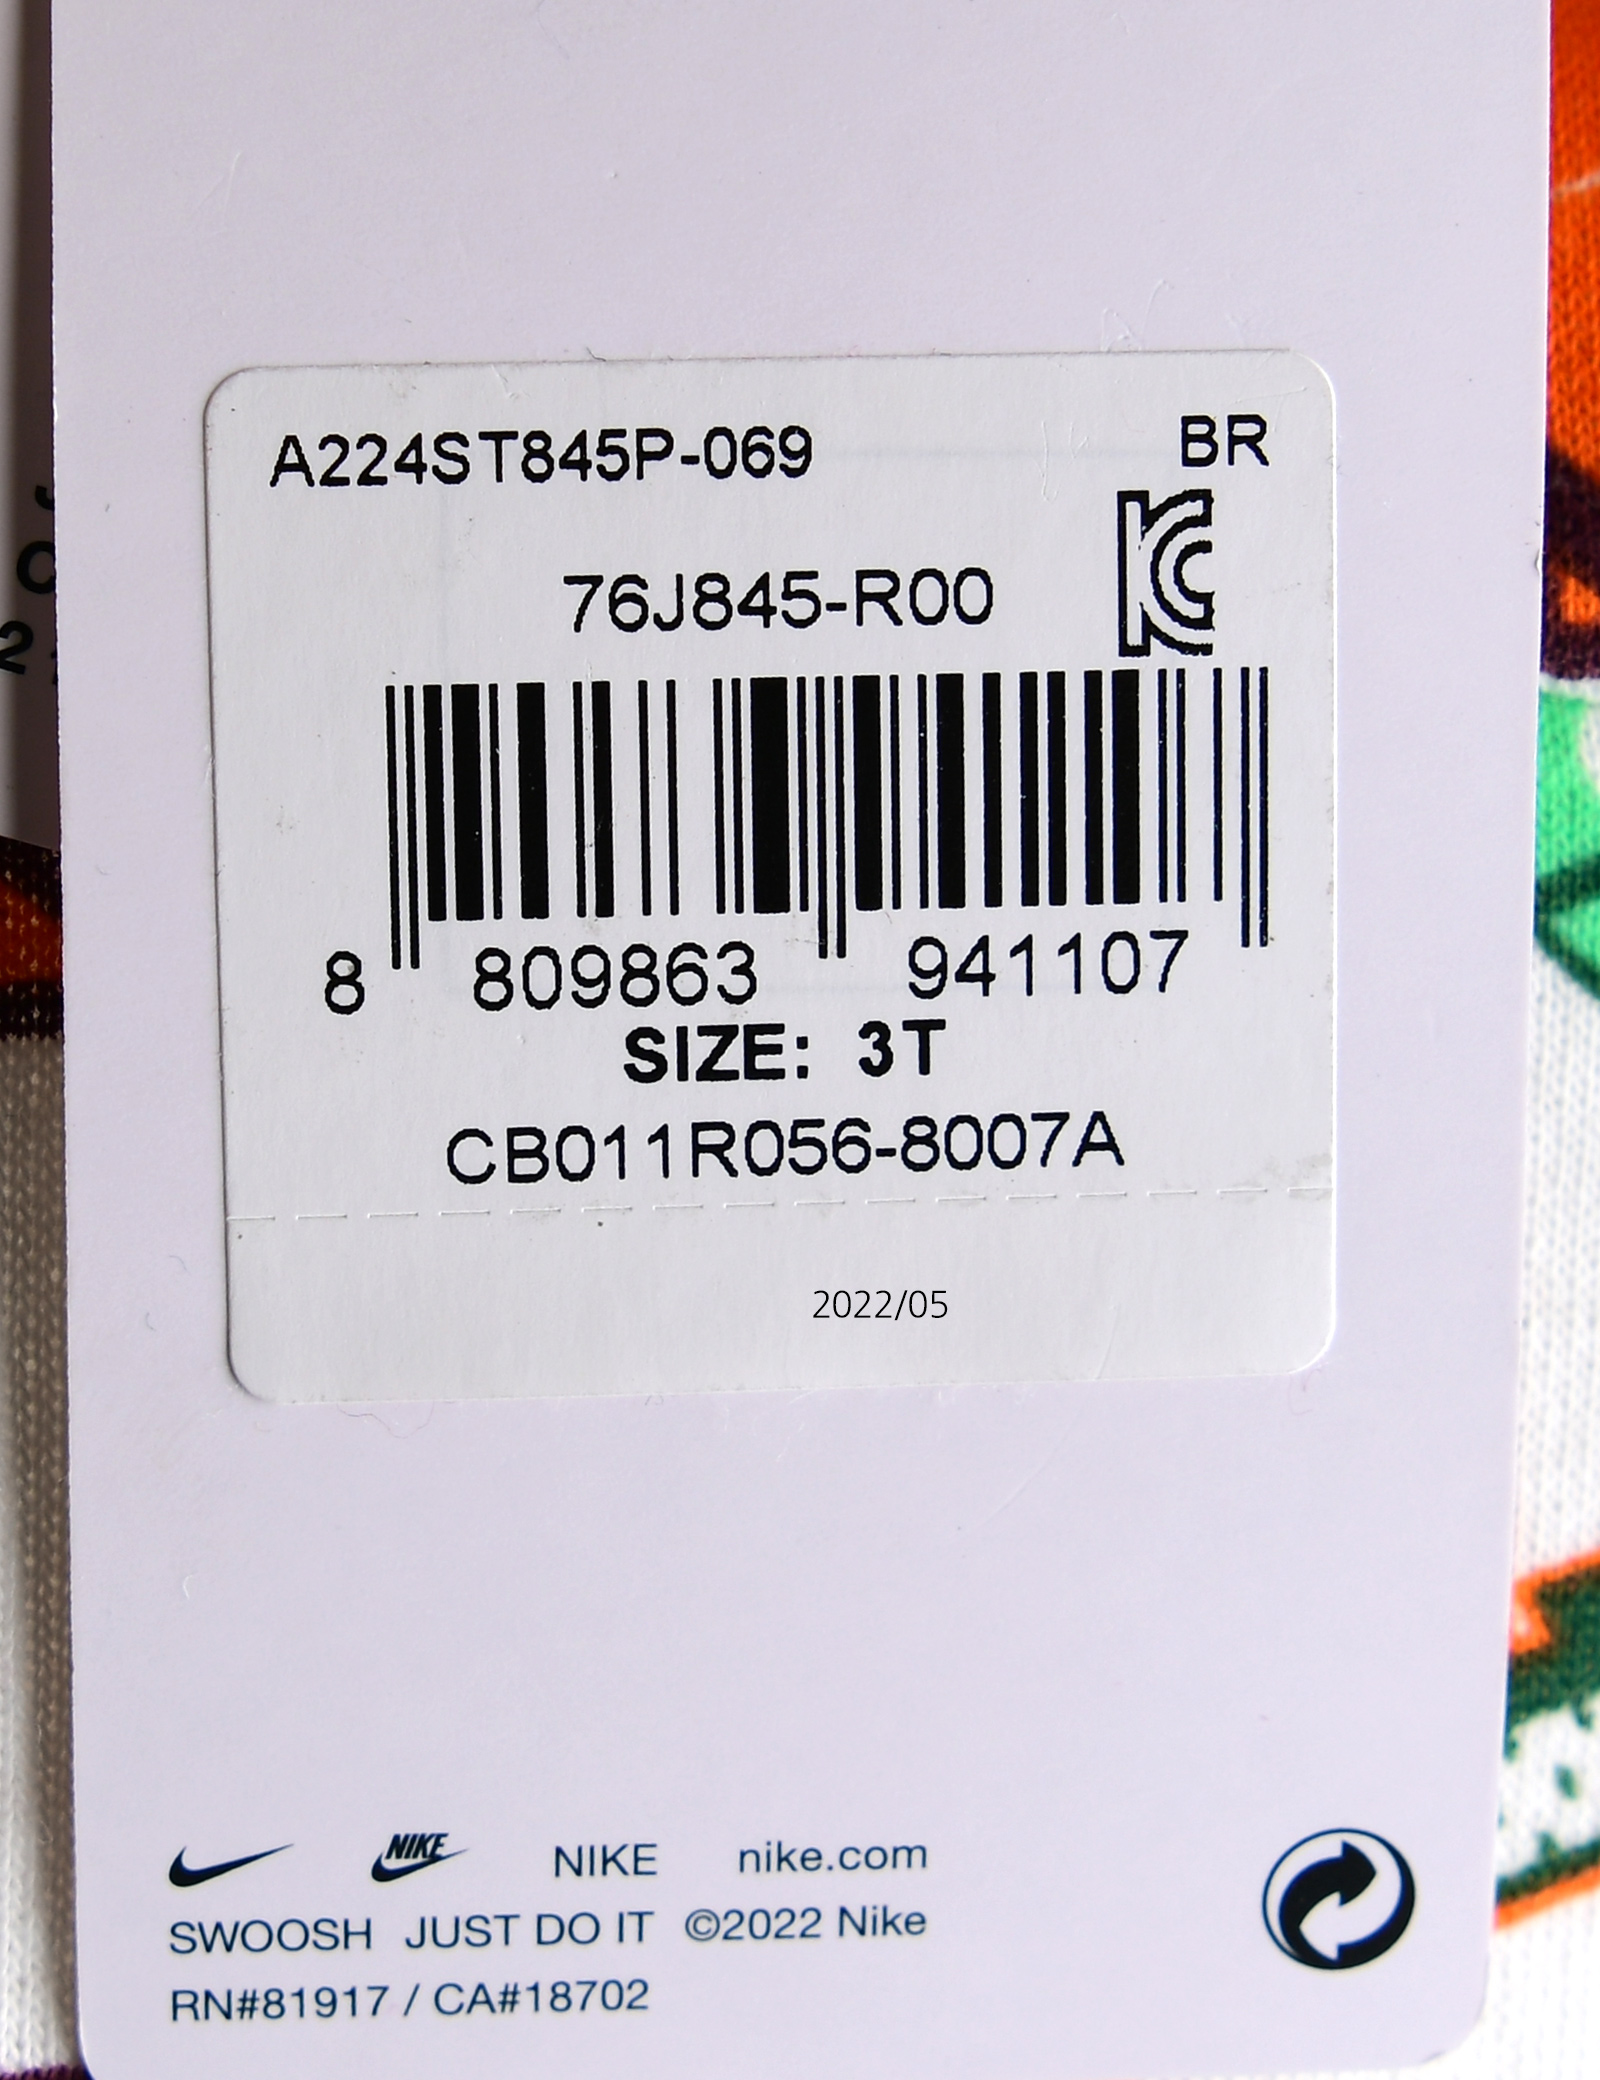 A224ST845P-069 BR
76J845-R00
8 809863 941107
SIZE: 3T
CB011R056-8007A
2022/05
NIKE NIKE nike.com
SWOOSH JUST DO IT ©2022 Nike
RN#81917 / CA#18702